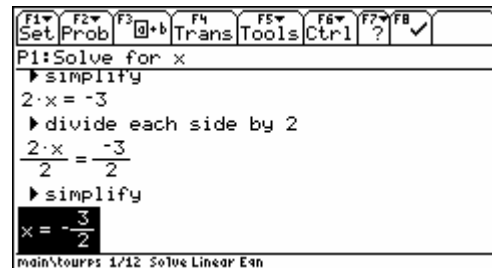 F1▾ F2▾ F3 F4 F5▾ F6▾ F7▾ F8
Set Prob a+b Trans Tools Ctrl ? ✓
P1:Solve for x
▶simplify
2·x = -3
▶divide each side by 2
2·x/2 = -3/2
▶simplify
x = -3/2
main\tourps 1/12 Solve Linear Eqn